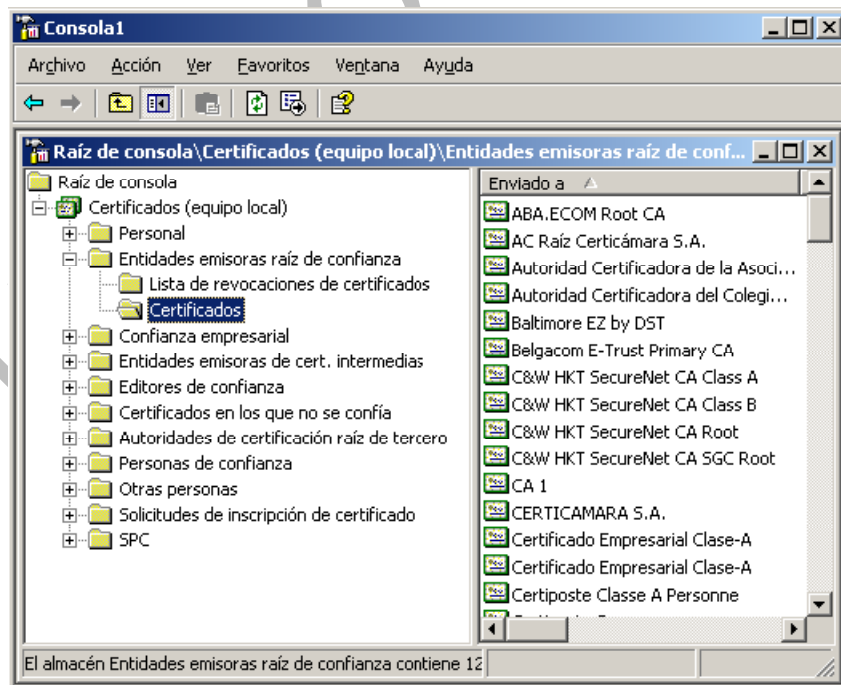 Consola1
Archivo Acción Ver Favoritos Ventana Ayuda
Raíz de consola\Certificados (equipo local)\Entidades emisoras raíz de conf...
Raíz de consola
Certificados (equipo local)
Personal
Entidades emisoras raíz de confianza
Lista de revocaciones de certificados
Certificados
Confianza empresarial
Entidades emisoras de cert. intermedias
Editores de confianza
Certificados en los que no se confía
Autoridades de certificación raíz de tercero
Personas de confianza
Otras personas
Solicitudes de inscripción de certificado
SPC
Enviado a
ABA.ECOM Root CA
AC Raíz Certicámara S.A.
Autoridad Certificadora de la Asoci...
Autoridad Certificadora del Colegi...
Baltimore EZ by DST
Belgacom E-Trust Primary CA
C&W HKT SecureNet CA Class A
C&W HKT SecureNet CA Class B
C&W HKT SecureNet CA Root
C&W HKT SecureNet CA SGC Root
CA 1
CERTICAMARA S.A.
Certificado Empresarial Clase-A
Certificado Empresarial Clase-A
Certiposte Classe A Personne
El almacén Entidades emisoras raíz de confianza contiene 12